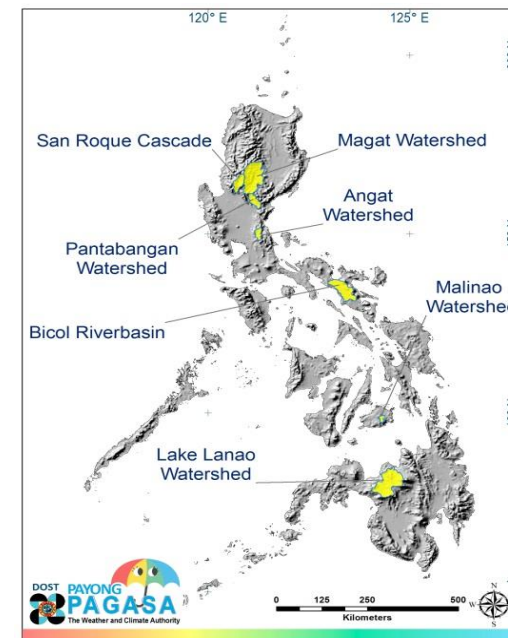 120° E
125° E
San Roque Cascade
Magat Watershed
Angat
Watershed
Pantabangan
Watershed
Malinao
Watershed
Bicol Riverbasin
Lake Lanao
Watershed
DOST
PAYONG
PAGASA
The Weather and Climate Authority
0 125 250 500
Kilometers
N
W
S